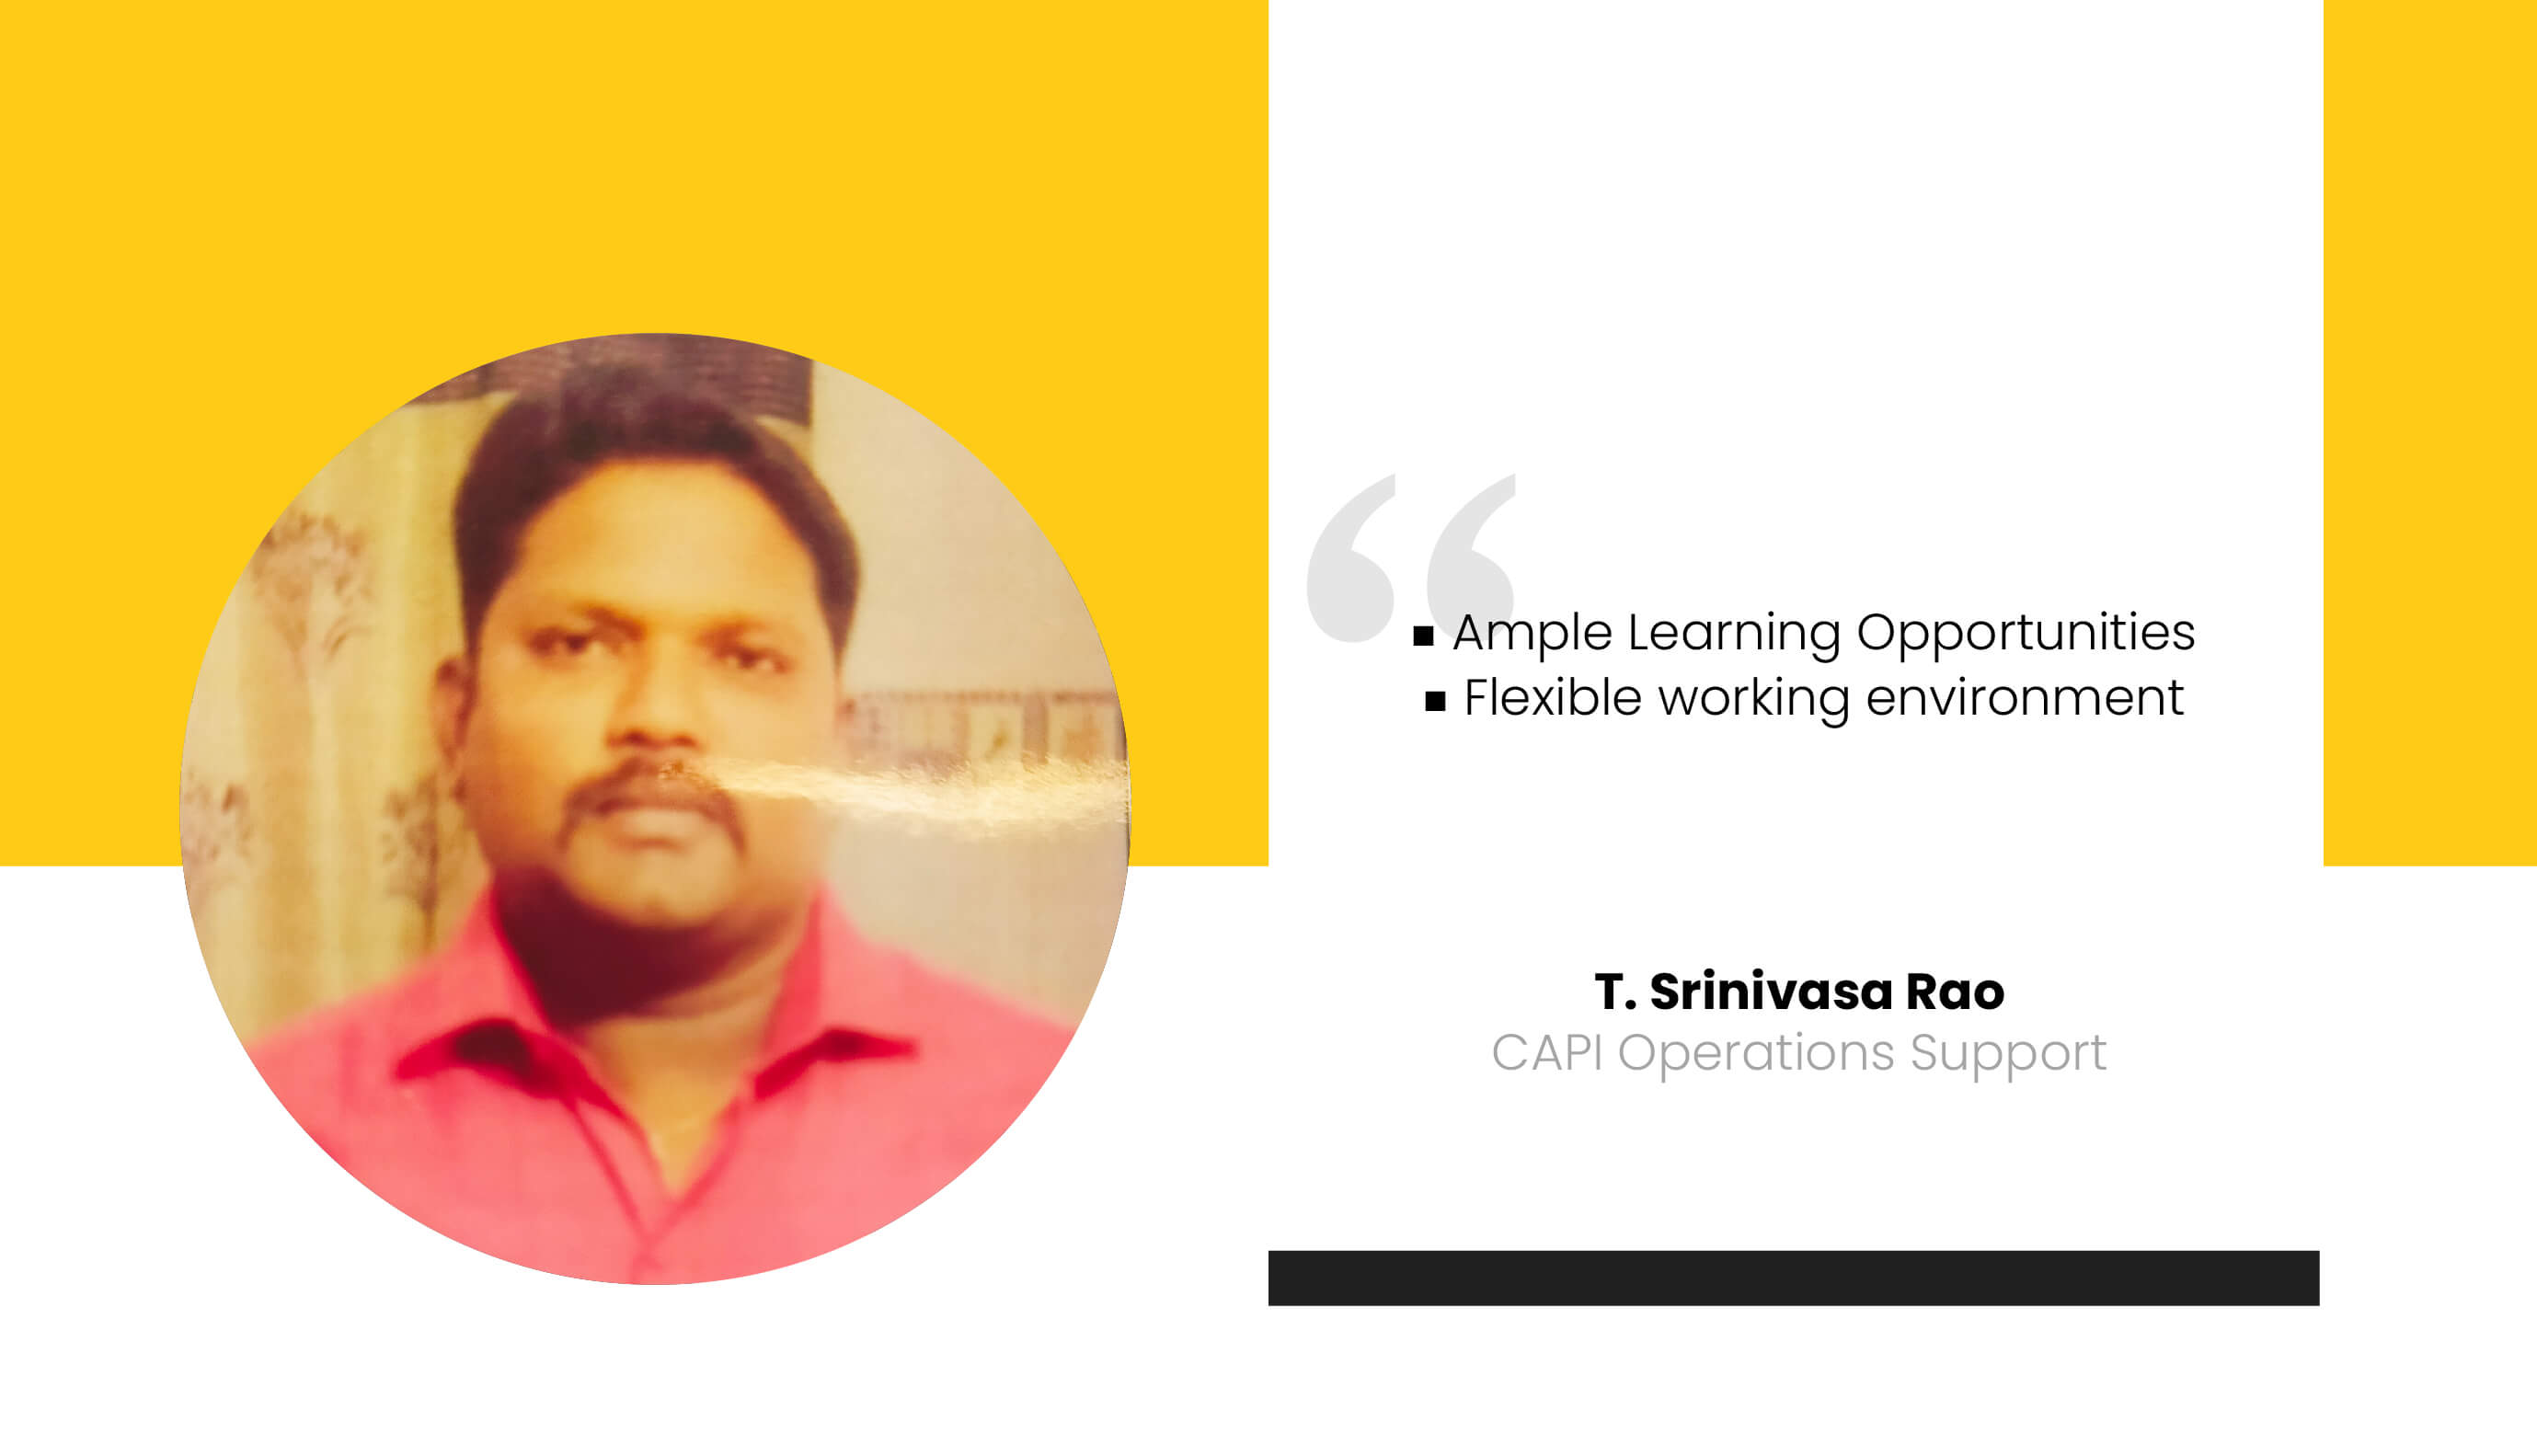 ▪ Ample Learning Opportunities
▪ Flexible working environment
T. Srinivasa Rao
CAPI Operations Support